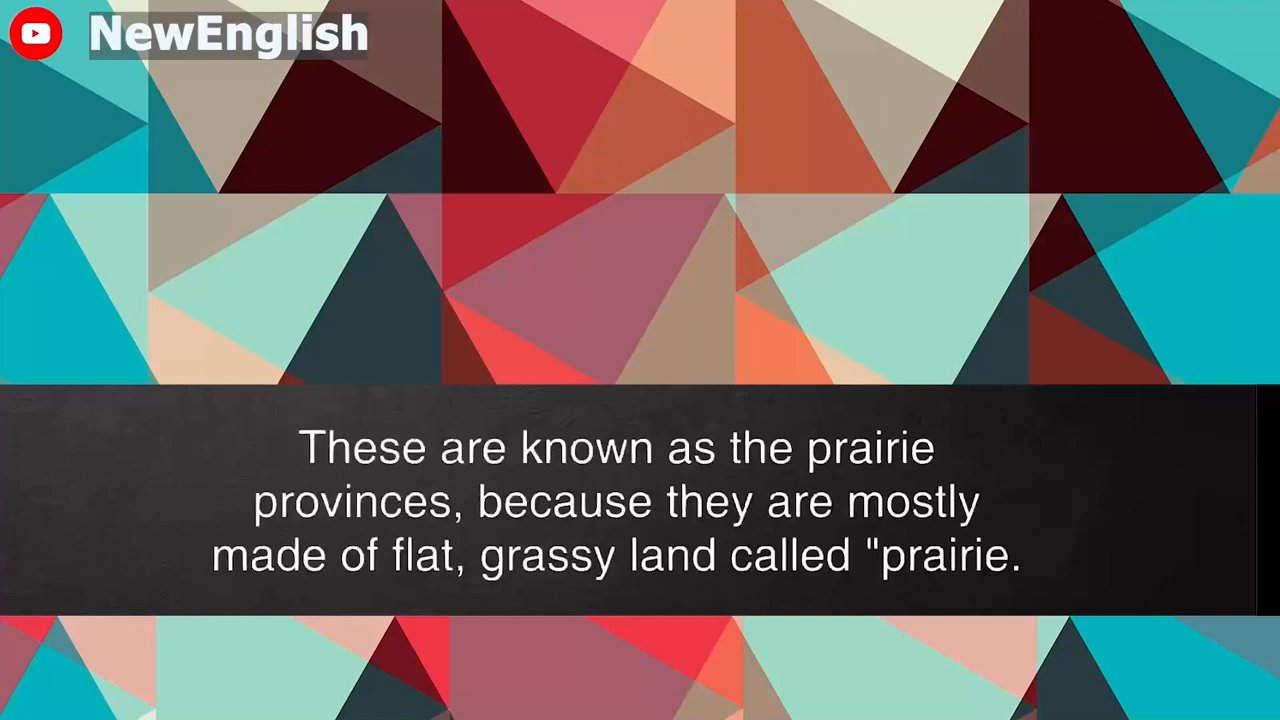 NewEnglish
These are known as the prairie
provinces, because they are mostly
made of flat, grassy land called "prairie.